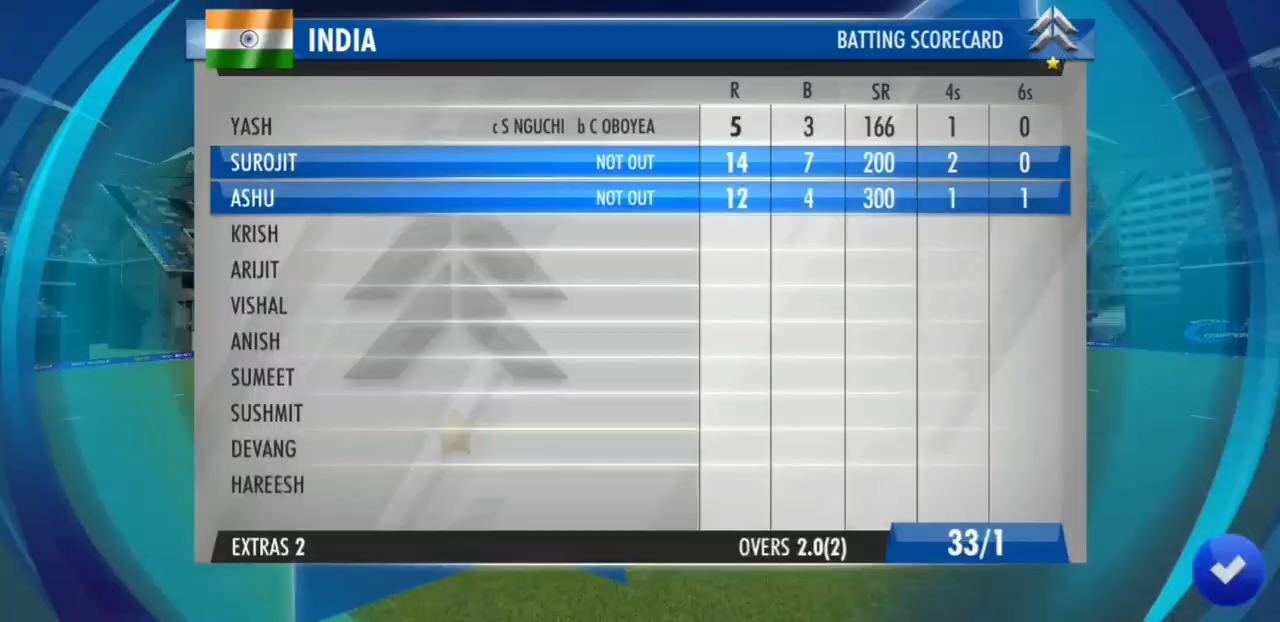 INDIA BATTING SCORECARD
R B SR 4s 6s
YASH c S NGUCHI b C OBOYEA 5 3 166 1 0
SUROJIT NOT OUT 14 7 200 2 0
ASHU NOT OUT 12 4 300 1 1
KRISH
ARIJIT
VISHAL
ANISH
SUMEET
SUSHMIT
DEVANG
HAREESH
EXTRAS 2 OVERS 2.0(2) 33/1